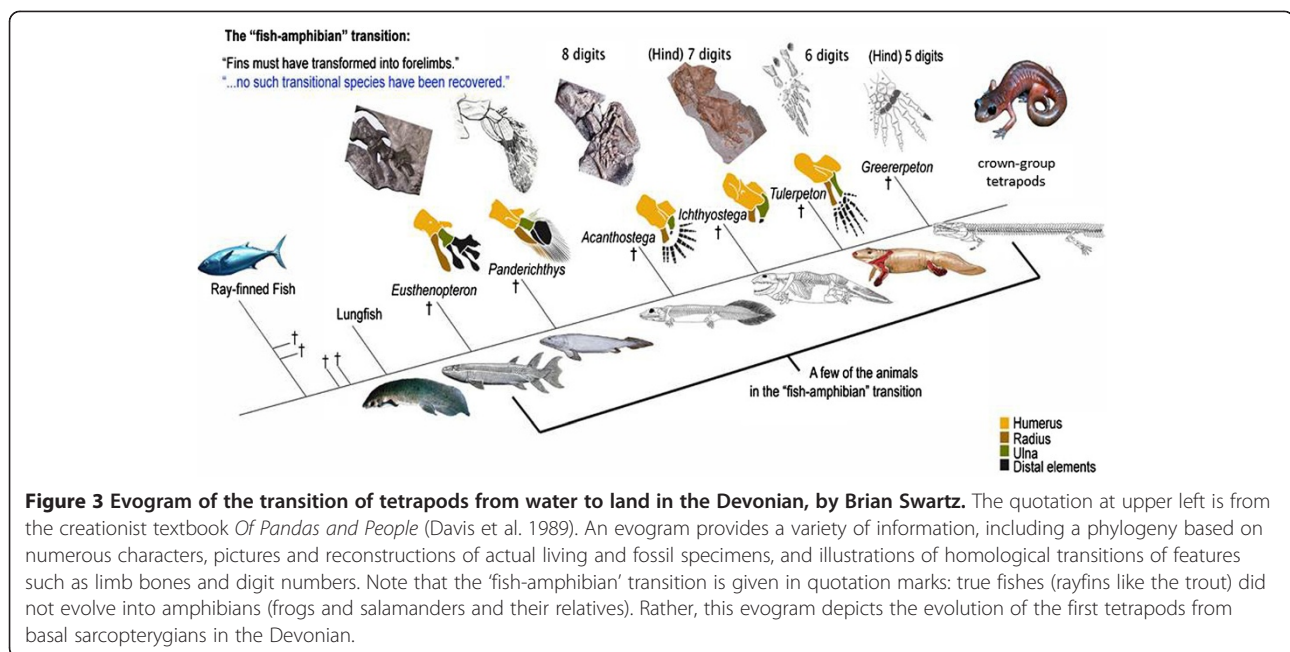 The "fish-amphibian" transition:
"Fins must have transformed into forelimbs."
"...no such transitional species have been recovered."
8 digits
(Hind) 7 digits
6 digits
(Hind) 5 digits
crown-group
tetrapods
Greererpeton
†
Tulerpeton
†
Ichthyostega
†
Acanthostega
†
Panderichthys
†
Eusthenopteron
†
Lungfish
Ray-finned Fish
†
†
† †
A few of the animals
in the "fish-amphibian" transition
Humerus
Radius
Ulna
Distal elements
Figure 3 Evogram of the transition of tetrapods from water to land in the Devonian, by Brian Swartz. The quotation at upper left is from
the creationist textbook Of Pandas and People (Davis et al. 1989). An evogram provides a variety of information, including a phylogeny based on
numerous characters, pictures and reconstructions of actual living and fossil specimens, and illustrations of homological transitions of features
such as limb bones and digit numbers. Note that the 'fish-amphibian' transition is given in quotation marks: true fishes (rayfins like the trout) did
not evolve into amphibians (frogs and salamanders and their relatives). Rather, this evogram depicts the evolution of the first tetrapods from
basal sarcopterygians in the Devonian.